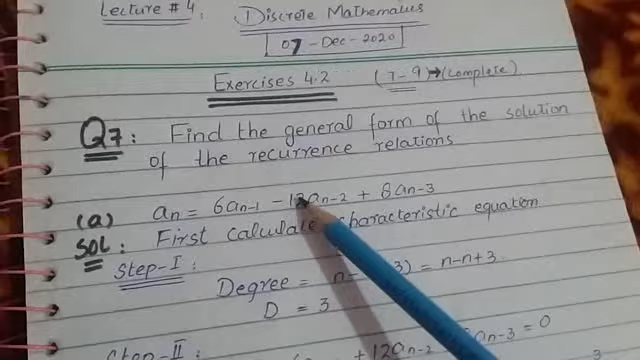 Lecture # 4: Discrete Mathematics
07-Dec-2020
Exercises 4.2 (7-9)→(Complete)
Q7: Find the general form of the solution
of the recurrence relations
(a) an = 6an-1 - 12an-2 + 8an-3
SOL: First calculate characteristic equation
Step-I:
Degree = n- 3) = n-n+3.
D = 3
Step-II: + 12an-2 an-3 = 0